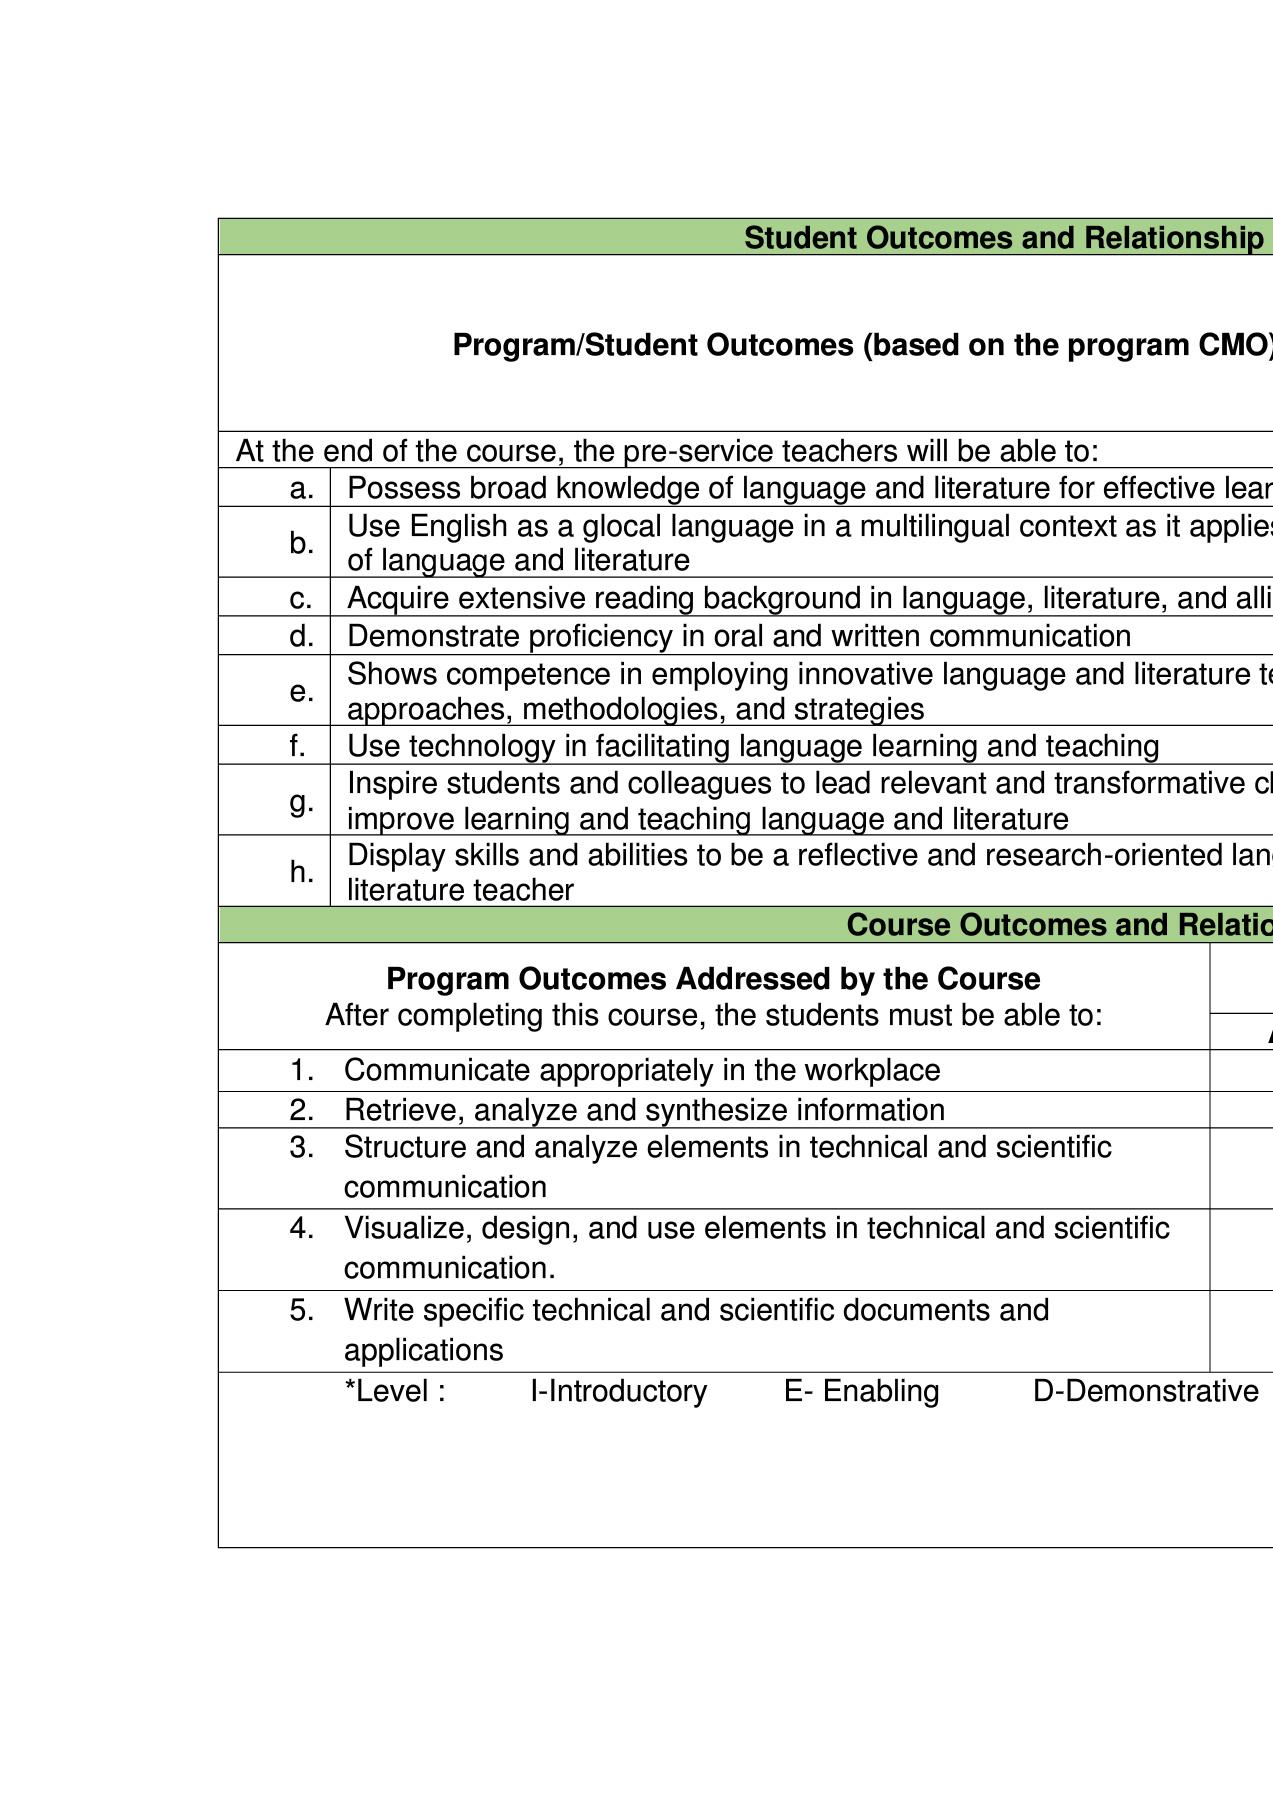 Student Outcomes and Relationship
Program/Student Outcomes (based on the program CMO)
At the end of the course, the pre-service teachers will be able to:
a. Possess broad knowledge of language and literature for effective
b. Use English as a glocal language in a multilingual context as it
of language and literature
c. Acquire extensive reading background in language, literature, and
d. Demonstrate proficiency in oral and written communication
e. Shows competence in employing innovative language and literature
approaches, methodologies, and strategies
f. Use technology in facilitating language learning and teaching
g. Inspire students and colleagues to lead relevant and transformative
improve learning and teaching language and literature
h. Display skills and abilities to be a reflective and research-oriented
literature teacher
Course Outcomes and
Program Outcomes Addressed by the Course
After completing this course, the students must be able to:
1. Communicate appropriately in the workplace
2. Retrieve, analyze and synthesize information
3. Structure and analyze elements in technical and scientific
communication
4. Visualize, design, and use elements in technical and scientific
communication.
5. Write specific technical and scientific documents and
applications
*Level : I-Introductory E- Enabling D-Demonstrative